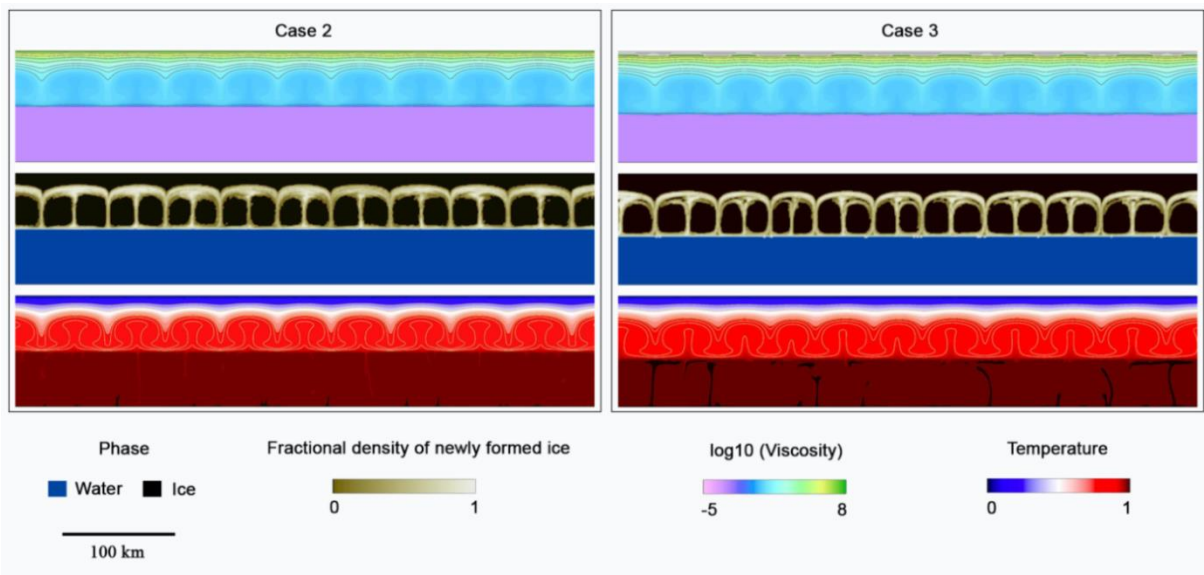 Case 2
Case 3
Phase
Water
Ice
Fractional density of newly formed ice
0
1
log10 (Viscosity)
-5
8
Temperature
0
1
100 km